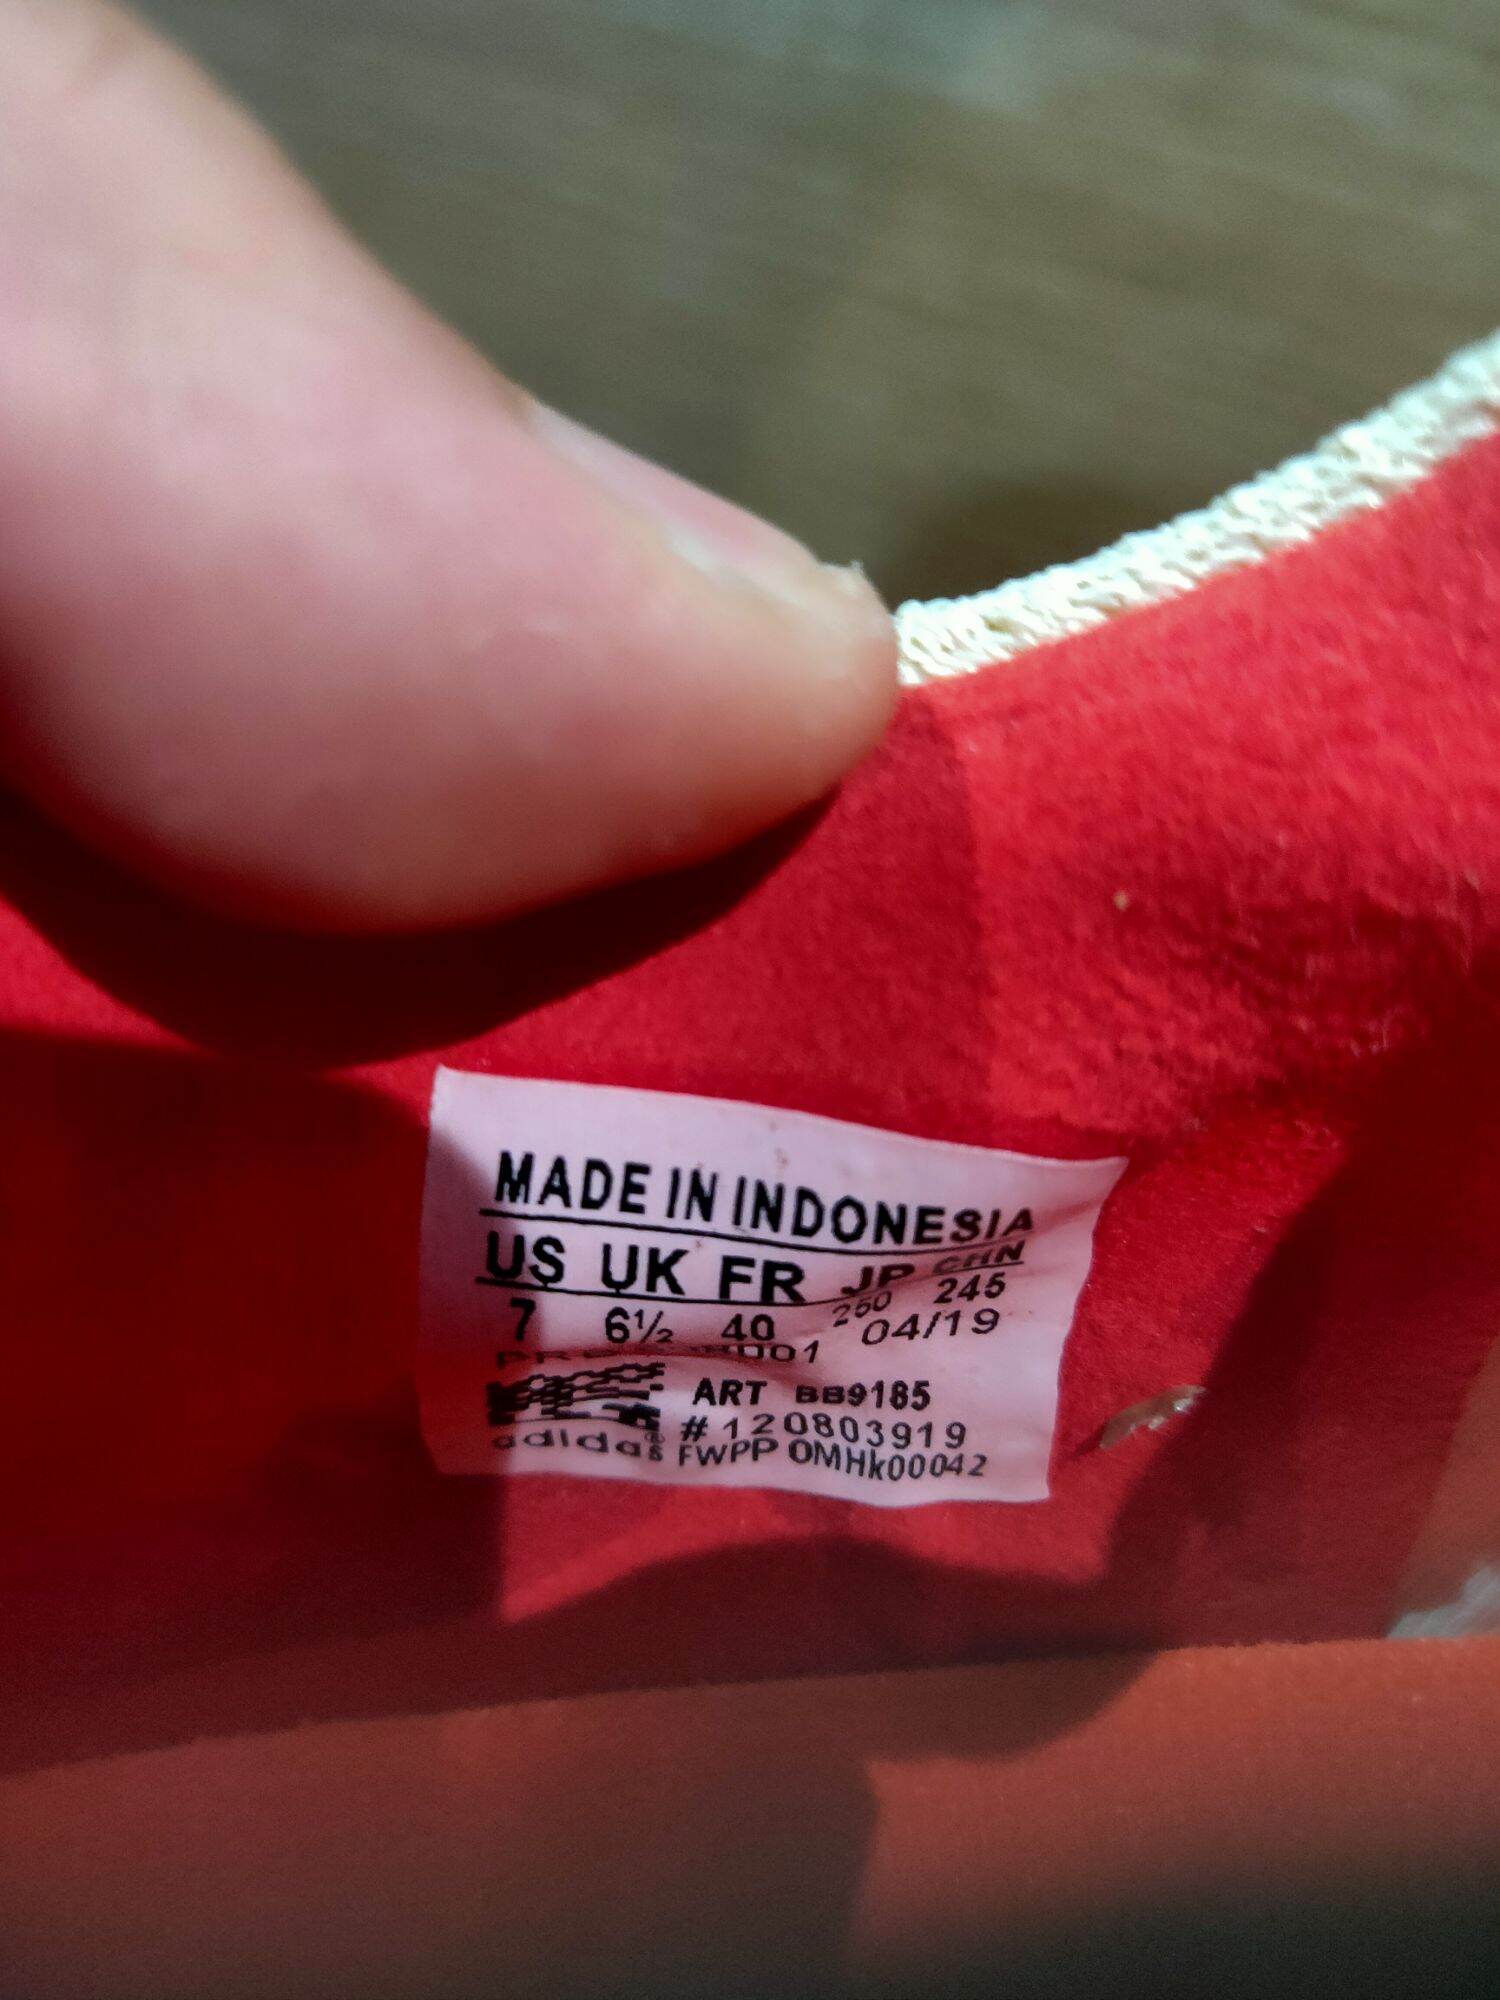 MADE IN INDONESIA
US UK FR JP CHN
7 6½ 40 250 245
04/19
ART BB9185
#120803919
adidas® FWPP OMHk00042